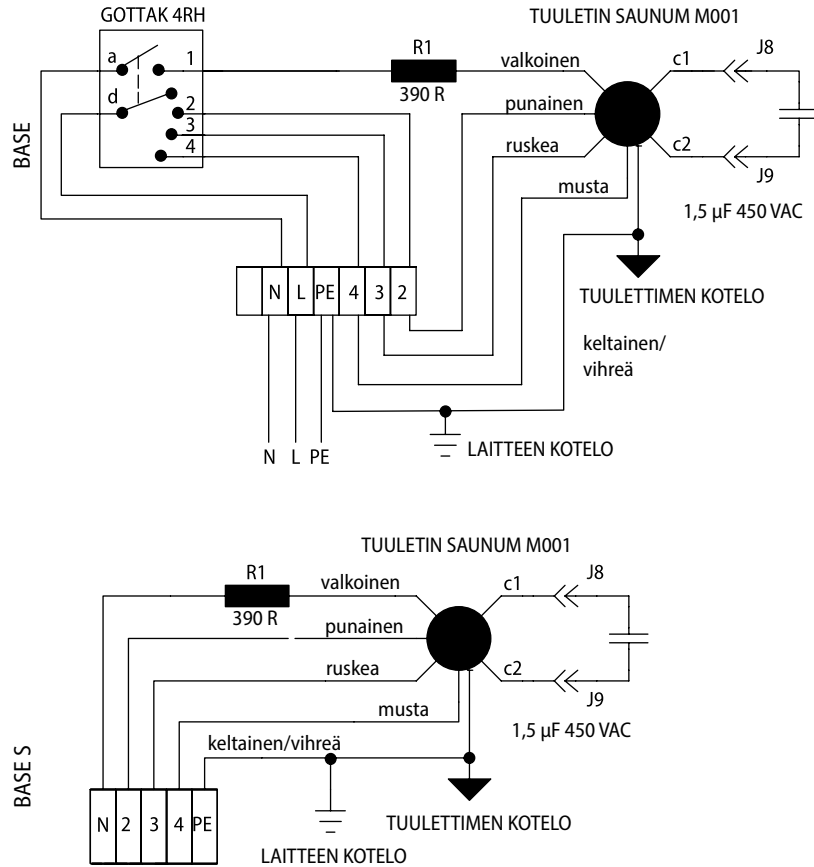 GOTTAK 4RH
TUULETIN SAUNUM M001
BASE
a
1
d
2
3
4
R1
390 R
valkoinen
punainen
ruskea
musta
c1
J8
c2
J9
1,5 µF 450 VAC
N L PE 4 3 2
TUULETTIMEN KOTELO
keltainen/
vihreä
N L PE
LAITTEEN KOTELO
TUULETIN SAUNUM M001
BASE S
R1
390 R
valkoinen
punainen
ruskea
musta
keltainen/vihreä
c1
J8
c2
J9
1,5 µF 450 VAC
N 2 3 4 PE
TUULETTIMEN KOTELO
LAITTEEN KOTELO